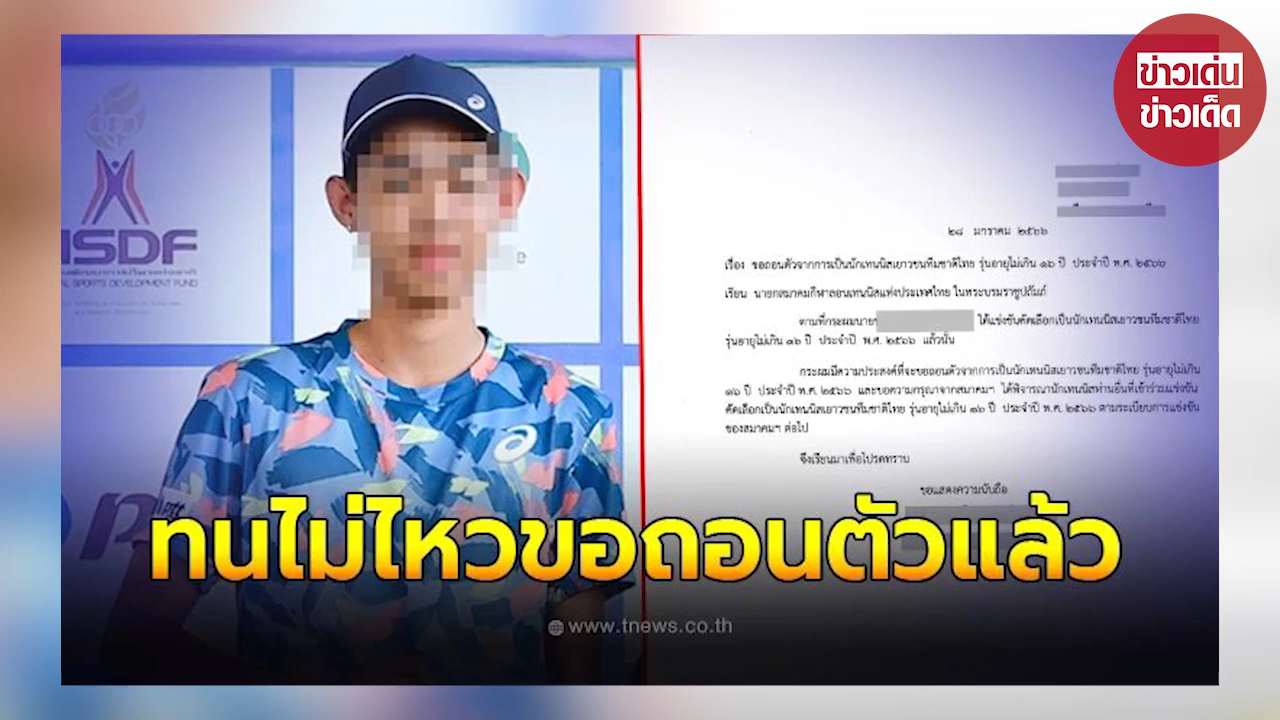 ข่าวเด่น
ข่าวเด็ด
NSDF
SPORTS DEVELOPMENT FUND
๒๘ มกราคม ๒๕๖๖
เรื่อง ขอถอนตัวจากการเป็นนักเทนนิสเยาวชนทีมชาติไทย รุ่นอายุไม่เกิน ๑๖ ปี ประจำปี พ.ศ. ๒๕๖๖
เรียน นายกสมาคมกีฬาลอนเทนนิสแห่งประเทศไทย ในพระบรมราชูปถัมภ์
ตามที่กระผมนาย ได้แข่งขันคัดเลือกเป็นนักเทนนิสเยาวชนทีมชาติไทย
รุ่นอายุไม่เกิน ๑๖ ปี ประจำปี พ.ศ. ๒๕๖๖ แล้วนั้น
กระผมมีความประสงค์ที่จะขอถอนตัวจากการเป็นนักเทนนิสเยาวชนทีมชาติไทย รุ่นอายุไม่เกิน
๑๖ ปี ประจำปี พ.ศ. ๒๕๖๖ และขอความกรุณาจากสมาคมฯ ได้พิจารณานักเทนนิสท่านอื่นที่เข้าร่วมแข่งขัน
คัดเลือกเป็นนักเทนนิสเยาวชนทีมชาติไทย รุ่นอายุไม่เกิน ๑๖ ปี ประจำปี พ.ศ. ๒๕๖๖ ตามระเบียบการแข่งขัน
ของสมาคมฯ ต่อไป
จึงเรียนมาเพื่อโปรดทราบ
ขอแสดงความนับถือ
ทนไม่ไหวขอถอนตัวแล้ว
www.tnews.co.th